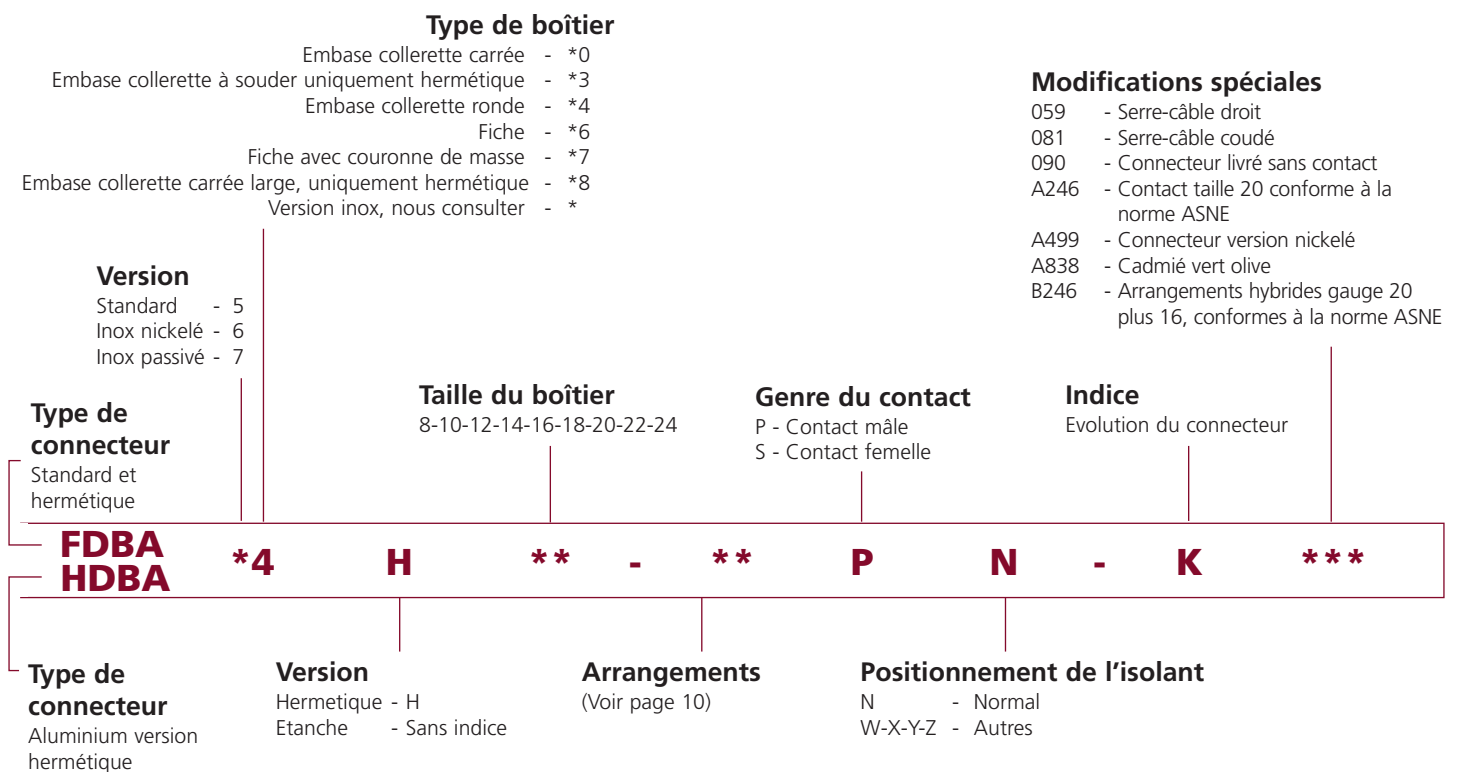 Type de boîtier
Embase collerette carrée - *0
Embase collerette à souder uniquement hermétique - *3
Embase collerette ronde - *4
Fiche - *6
Fiche avec couronne de masse - *7
Embase collerette carrée large, uniquement hermétique - *8
Version inox, nous consulter - *
Modifications spéciales
059 - Serre-câble droit
081 - Serre-câble coudé
090 - Connecteur livré sans contact
A246 - Contact taille 20 conforme à la
norme ASNE
A499 - Connecteur version nickelé
A838 - Cadmié vert olive
B246 - Arrangements hybrides gauge 20
plus 16, conformes à la norme ASNE
Version
Standard - 5
Inox nickelé - 6
Inox passivé - 7
Type de
connecteur
Standard et
hermétique
Taille du boîtier
8-10-12-14-16-18-20-22-24
Genre du contact
P - Contact mâle
S - Contact femelle
Indice
Evolution du connecteur
FDBA
HDBA
*4 H ** - ** P N - K ***
Type de
connecteur
Aluminium version
hermétique
Version
Hermetique - H
Etanche - Sans indice
Arrangements
(Voir page 10)
Positionnement de l'isolant
N - Normal
W-X-Y-Z - Autres